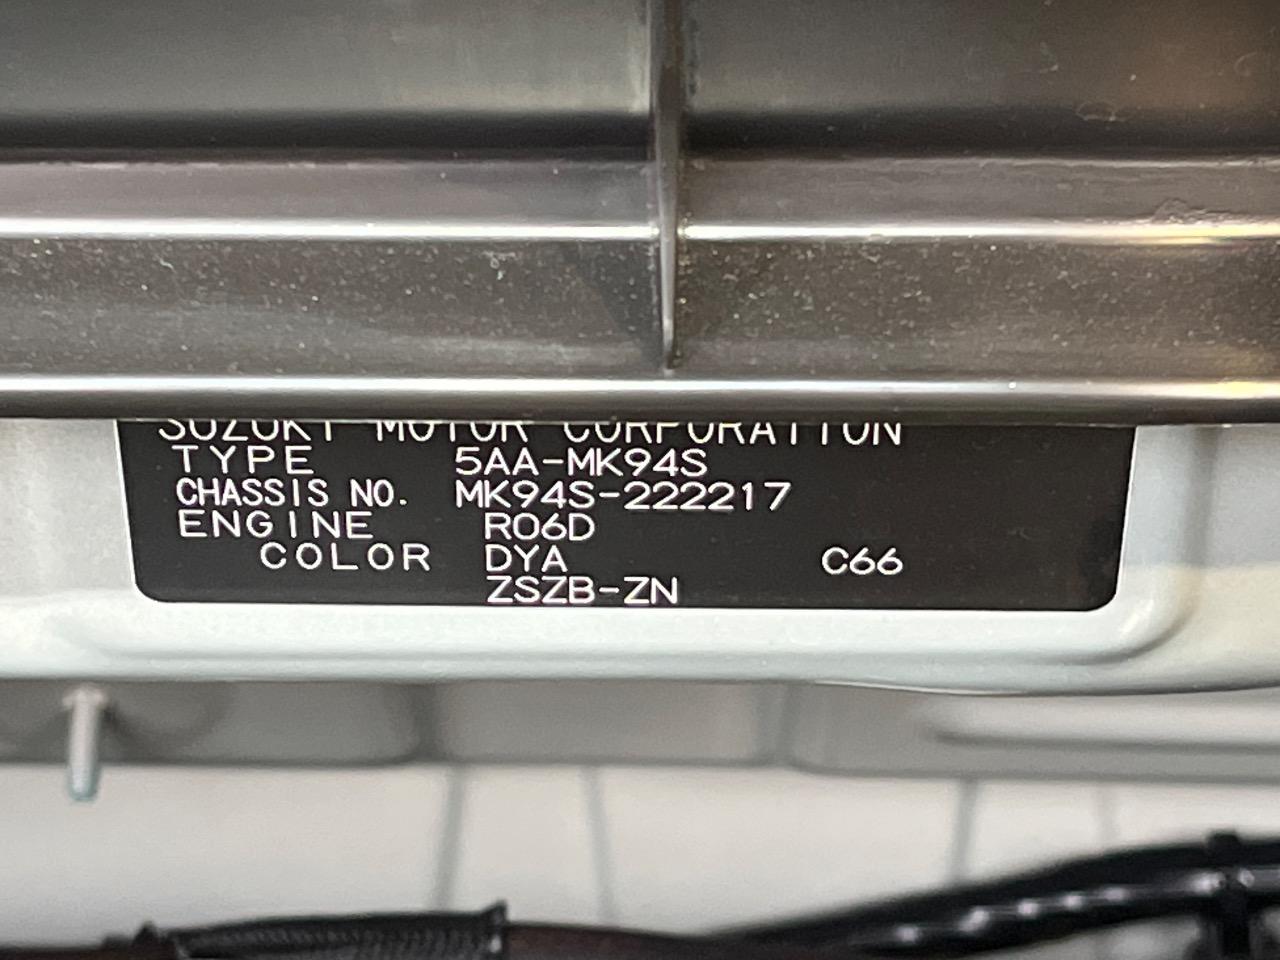 SUZUKI MOTOR CORPORATION
TYPE 5AA-MK94S
CHASSIS NO. MK94S-222217
ENGINE R06D
COLOR DYA C66
ZSZB-ZN